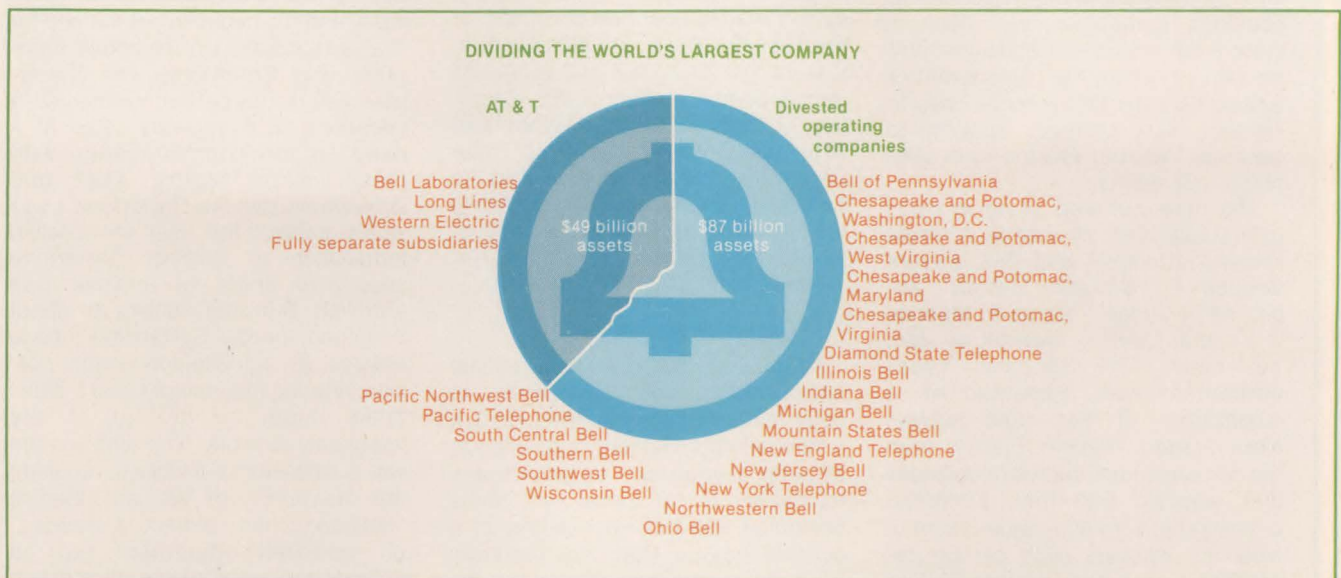 DIVIDING THE WORLD'S LARGEST COMPANY
AT & T
Bell Laboratories
Long Lines
Western Electric
Fully separate subsidiaries
$49 billion
assets
$87 billion
assets
Divested
operating
companies
Bell of Pennsylvania
Chesapeake and Potomac,
Washington, D.C.
Chesapeake and Potomac,
West Virginia
Chesapeake and Potomac,
Maryland
Chesapeake and Potomac,
Virginia
Diamond State Telephone
Illinois Bell
Indiana Bell
Michigan Bell
Mountain States Bell
New England Telephone
New Jersey Bell
New York Telephone
Northwestern Bell
Ohio Bell
Pacific Northwest Bell
Pacific Telephone
South Central Bell
Southern Bell
Southwest Bell
Wisconsin Bell